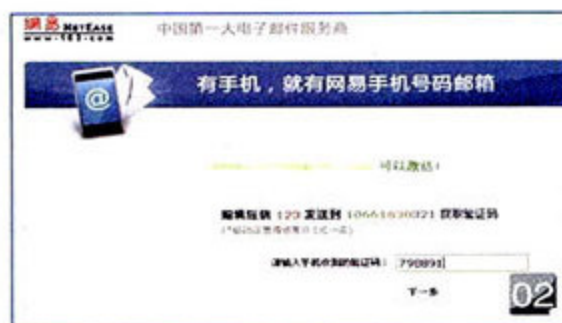 網易 NETEASE
www.163.com
中国第一大电子邮件服务商
有手机，就有网易手机号码邮箱
可以激活！
编辑短信 123 发送到 10661630321 获取验证码
请输入手机收到的验证码： 798891
下一步
02